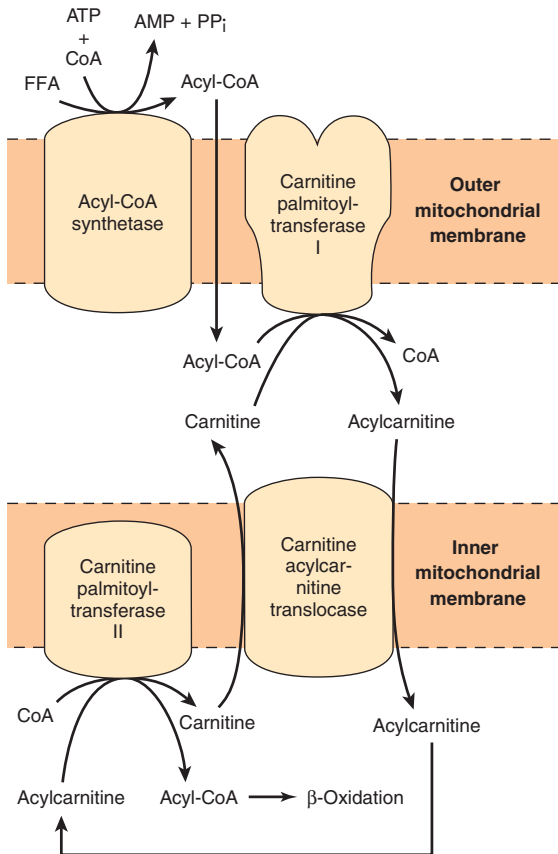 ATP
+
CoA
AMP + PPi
FFA
Acyl-CoA
Acyl-CoA
synthetase
Carnitine
palmitoyl-
transferase
I
Outer
mitochondrial
membrane
Acyl-CoA
CoA
Carnitine
Acylcarnitine
Carnitine
palmitoyl-
transferase
II
Carnitine
acylcar-
nitine
translocase
Inner
mitochondrial
membrane
CoA
Carnitine
Acylcarnitine
Acylcarnitine
Acyl-CoA
β-Oxidation